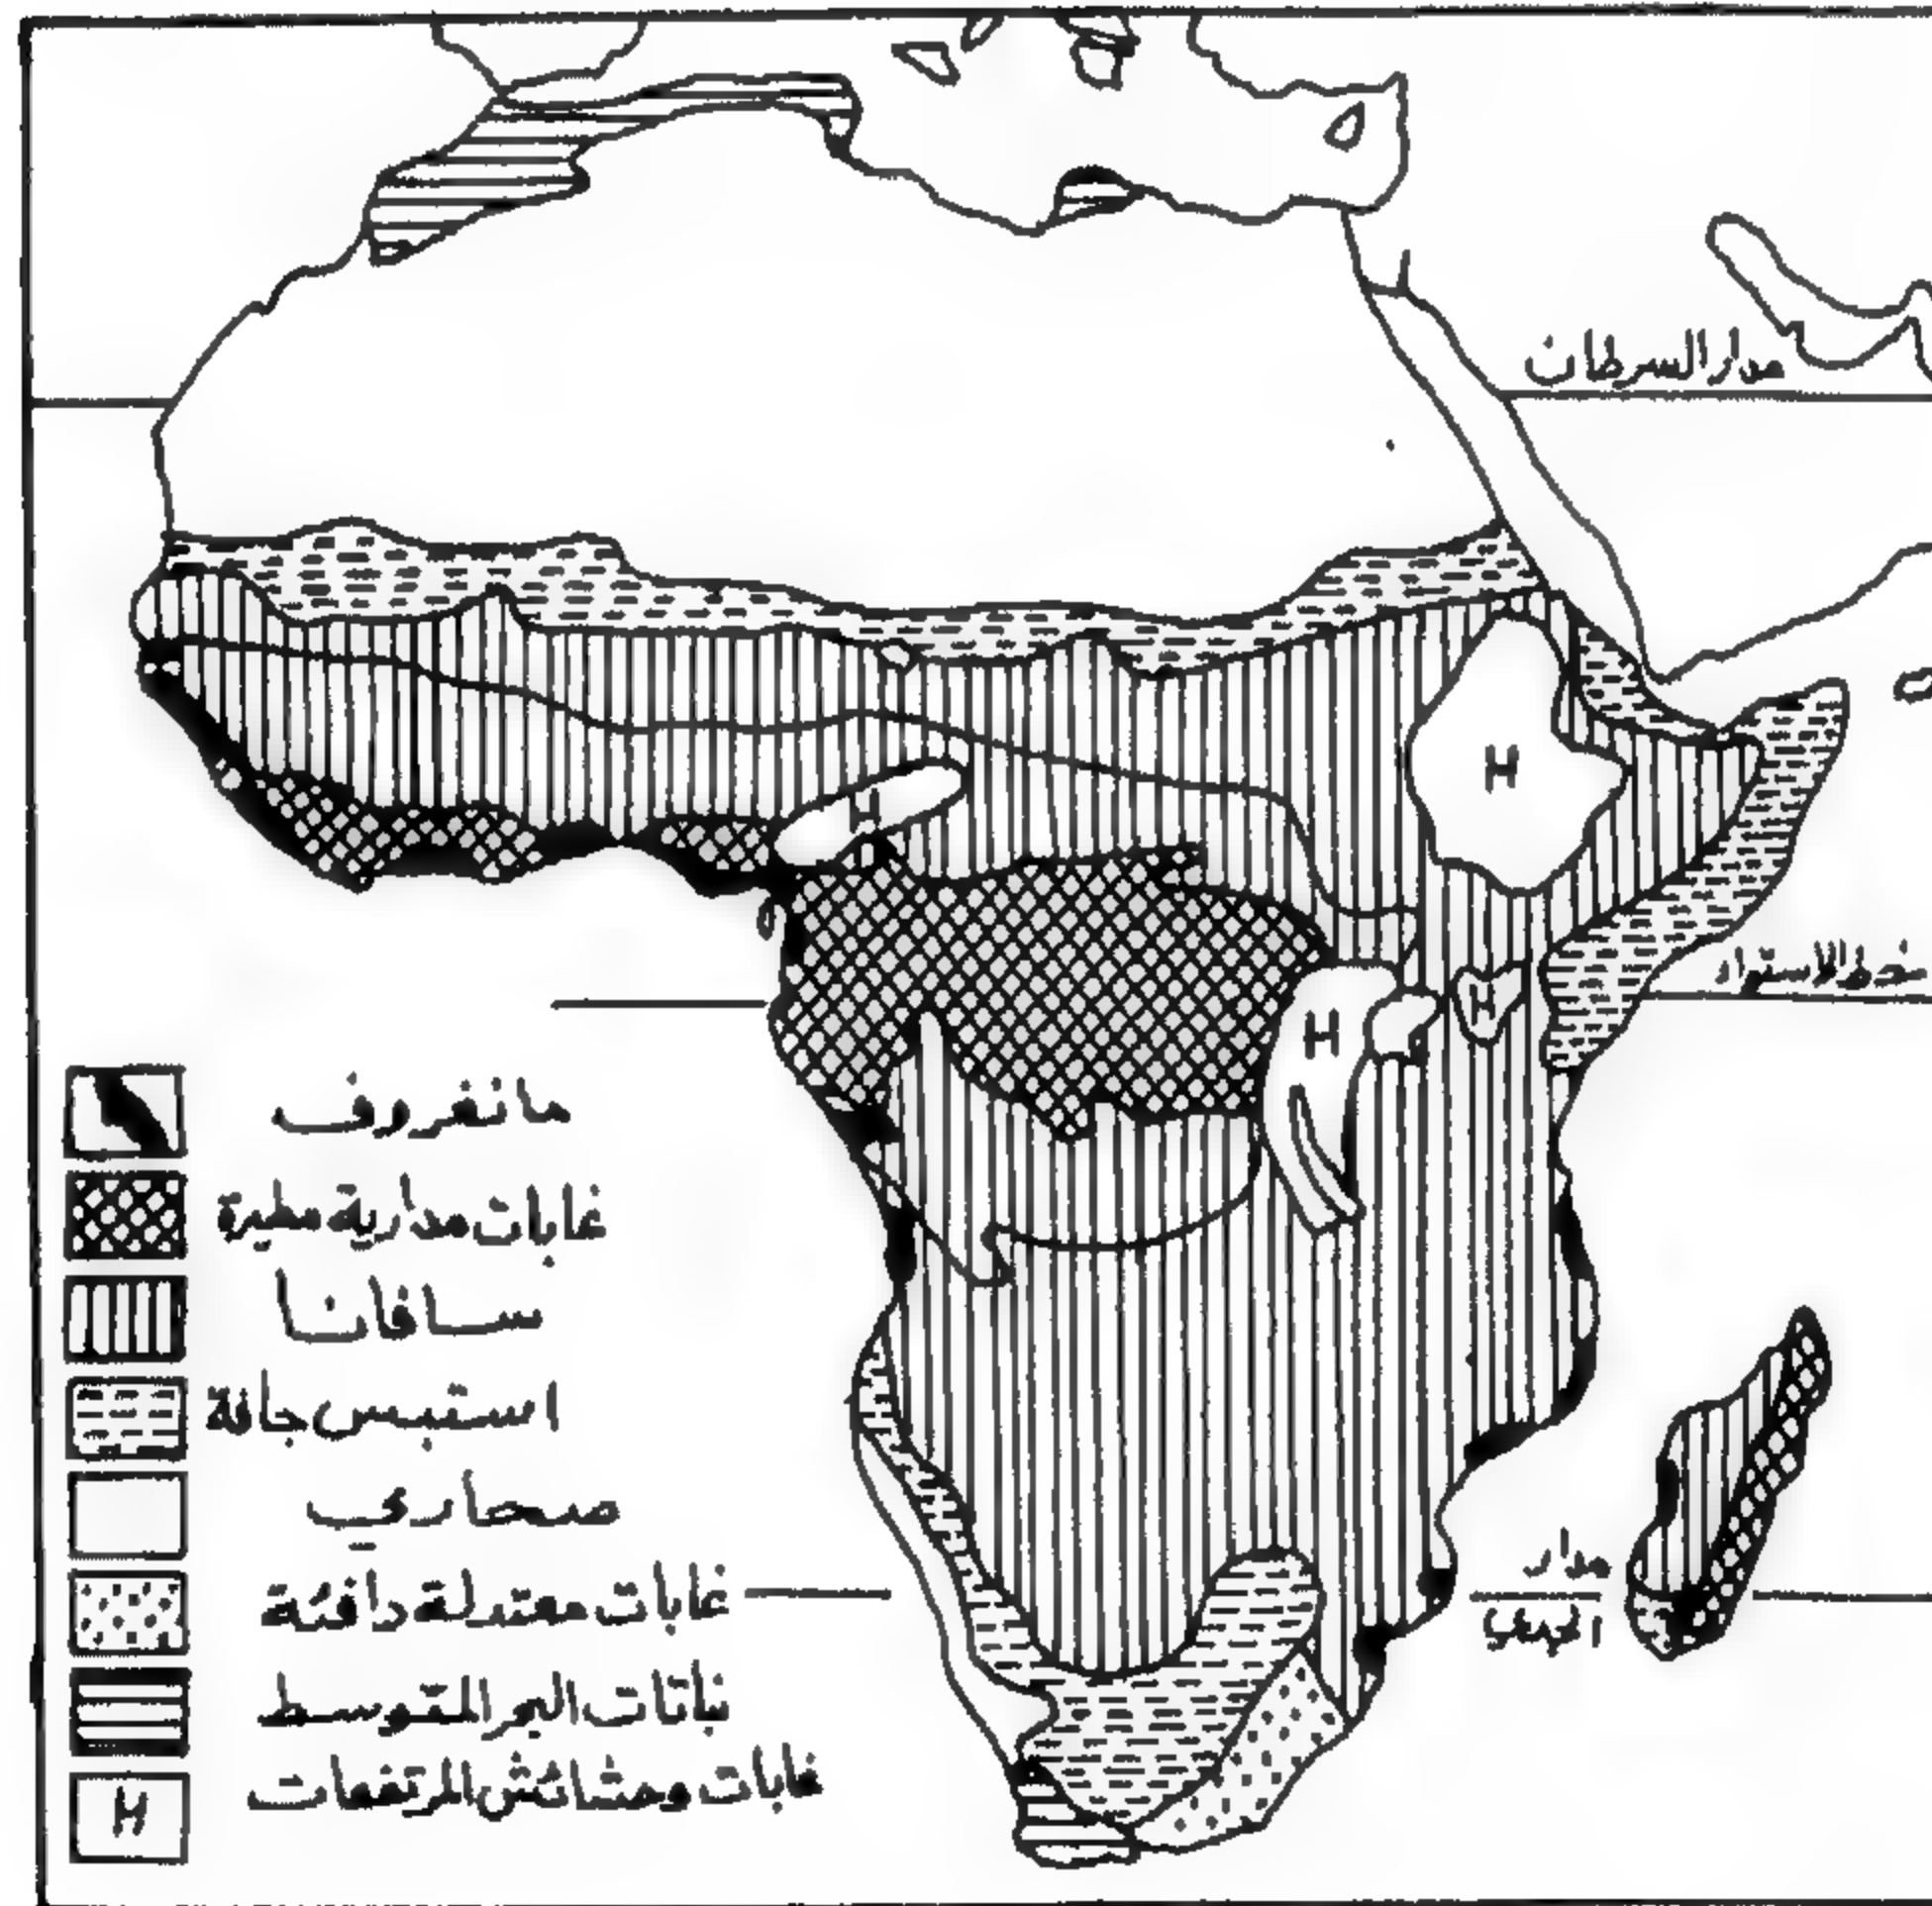 مدار السرطان
H
H
خط الاستواء
H
H
مانغروف
غابات مدارية مطيرة
سافانا
استبس جافة
صحاري
غابات معتدلة دافئة
مدار
الجدي
نباتات البحر المتوسط
غابات وحشائش المرتفعات
H